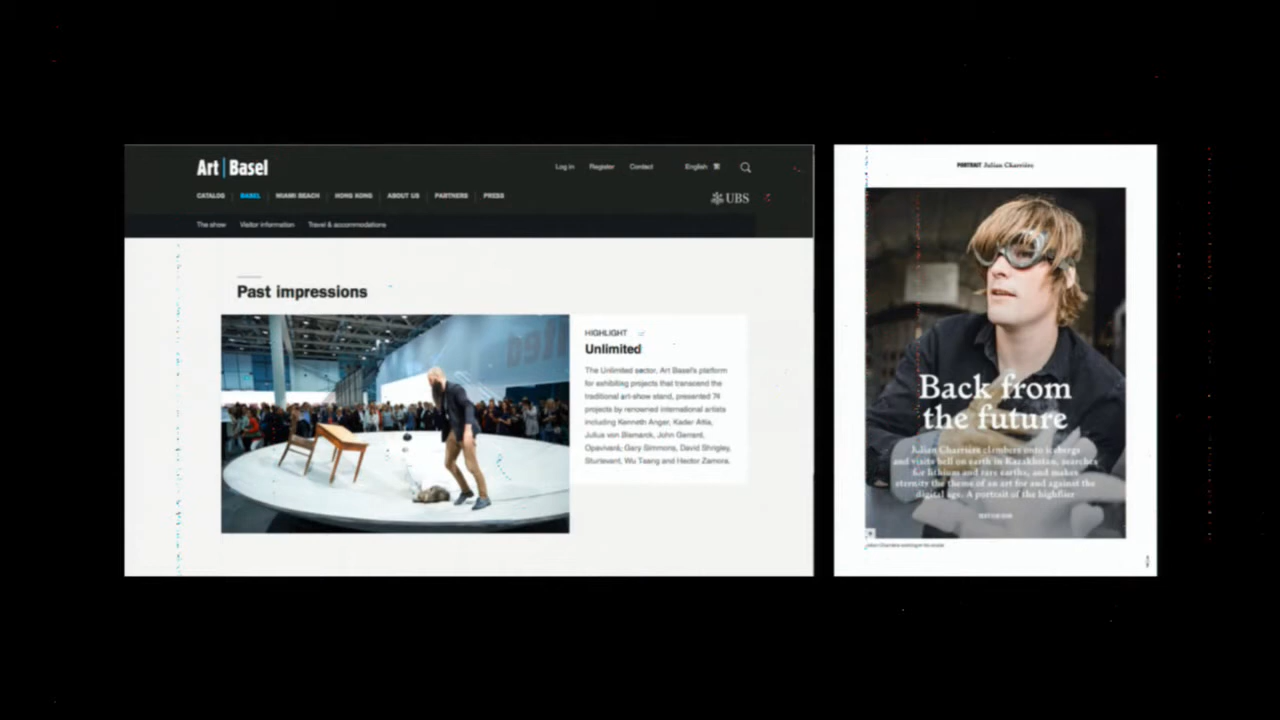 Art Basel
Log in Register Contact English 繁
CATALOG BASEL MIAMI BEACH HONG KONG ABOUT US PARTNERS PRESS
UBS
The show Visitor information Travel & accommodations
Past impressions
HIGHLIGHT
Unlimited
The Unlimited sector, Art Basel's platform
for exhibiting projects that transcend the
traditional art-show stand, presented 74
projects by renowned international artists
including Kenneth Anger, Kader Attia,
Julius von Bismarck, John Gerrard,
Opavivará; Gary Simmons, David Shrigley,
Sturtevant, Wu Tsang and Hector Zamora.
PORTRAIT Julian Charrière
Back from
the future
Julian Charrière clambers onto icebergs
and visits hell on earth in Kazakhstan, searches
for lithium and rare earths, and makes
eternity the theme of an art for and against the
digital age. A portrait of the highflier